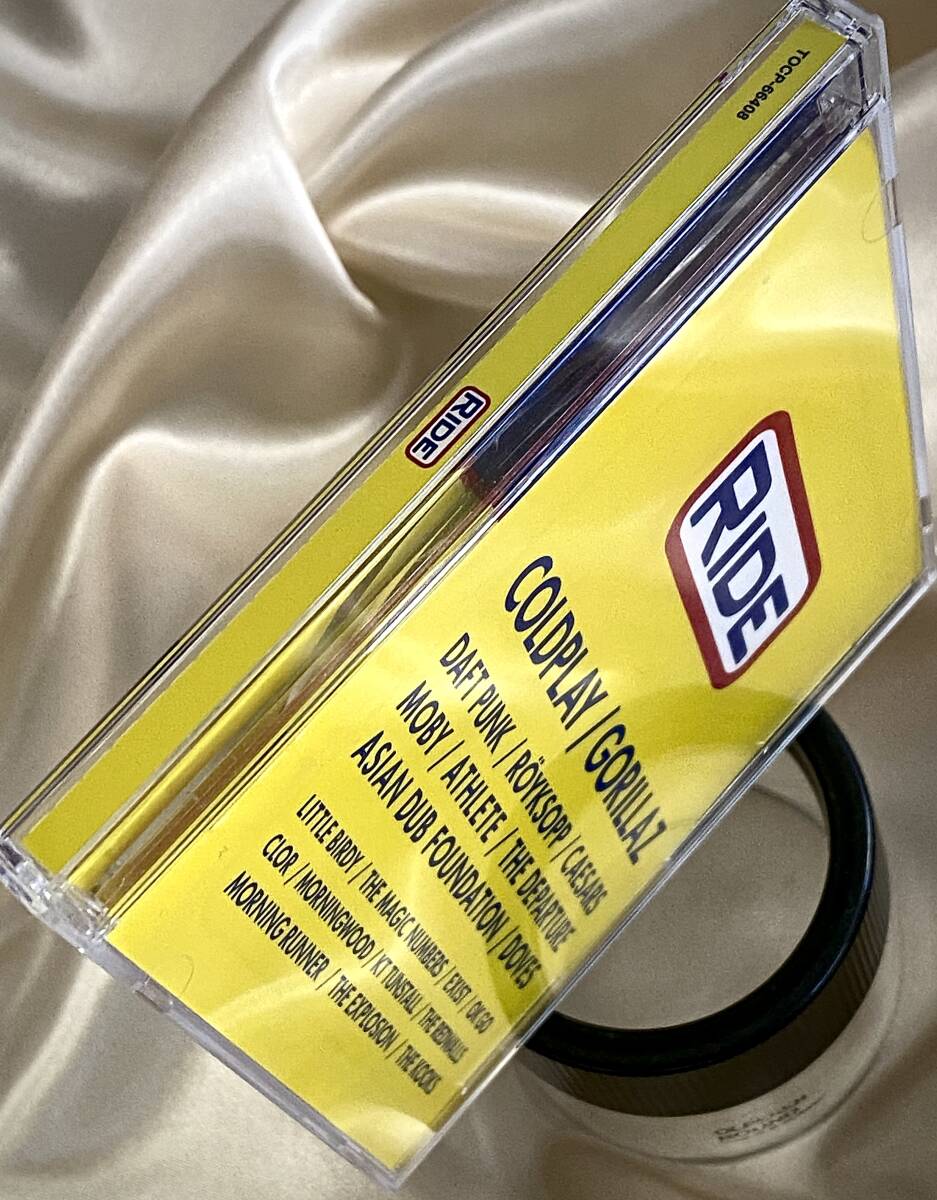 TOCP-66408
RIDE
RIDE
COLDPLAY / GORILLAZ
DAFT PUNK / RÖYKSOPP / CAESARS
MOBY / ATHLETE / THE DEPARTURE
ASIAN DUB FOUNDATION / DOVES
LITTLE BIRDY / THE MAGIC NUMBERS / EXIST / OK GO
CLOR / MORNINGWOOD / KT TUNSTALL / THE REDWALLS
MORNING RUNNER / THE EXPLOSION / THE KOOKS